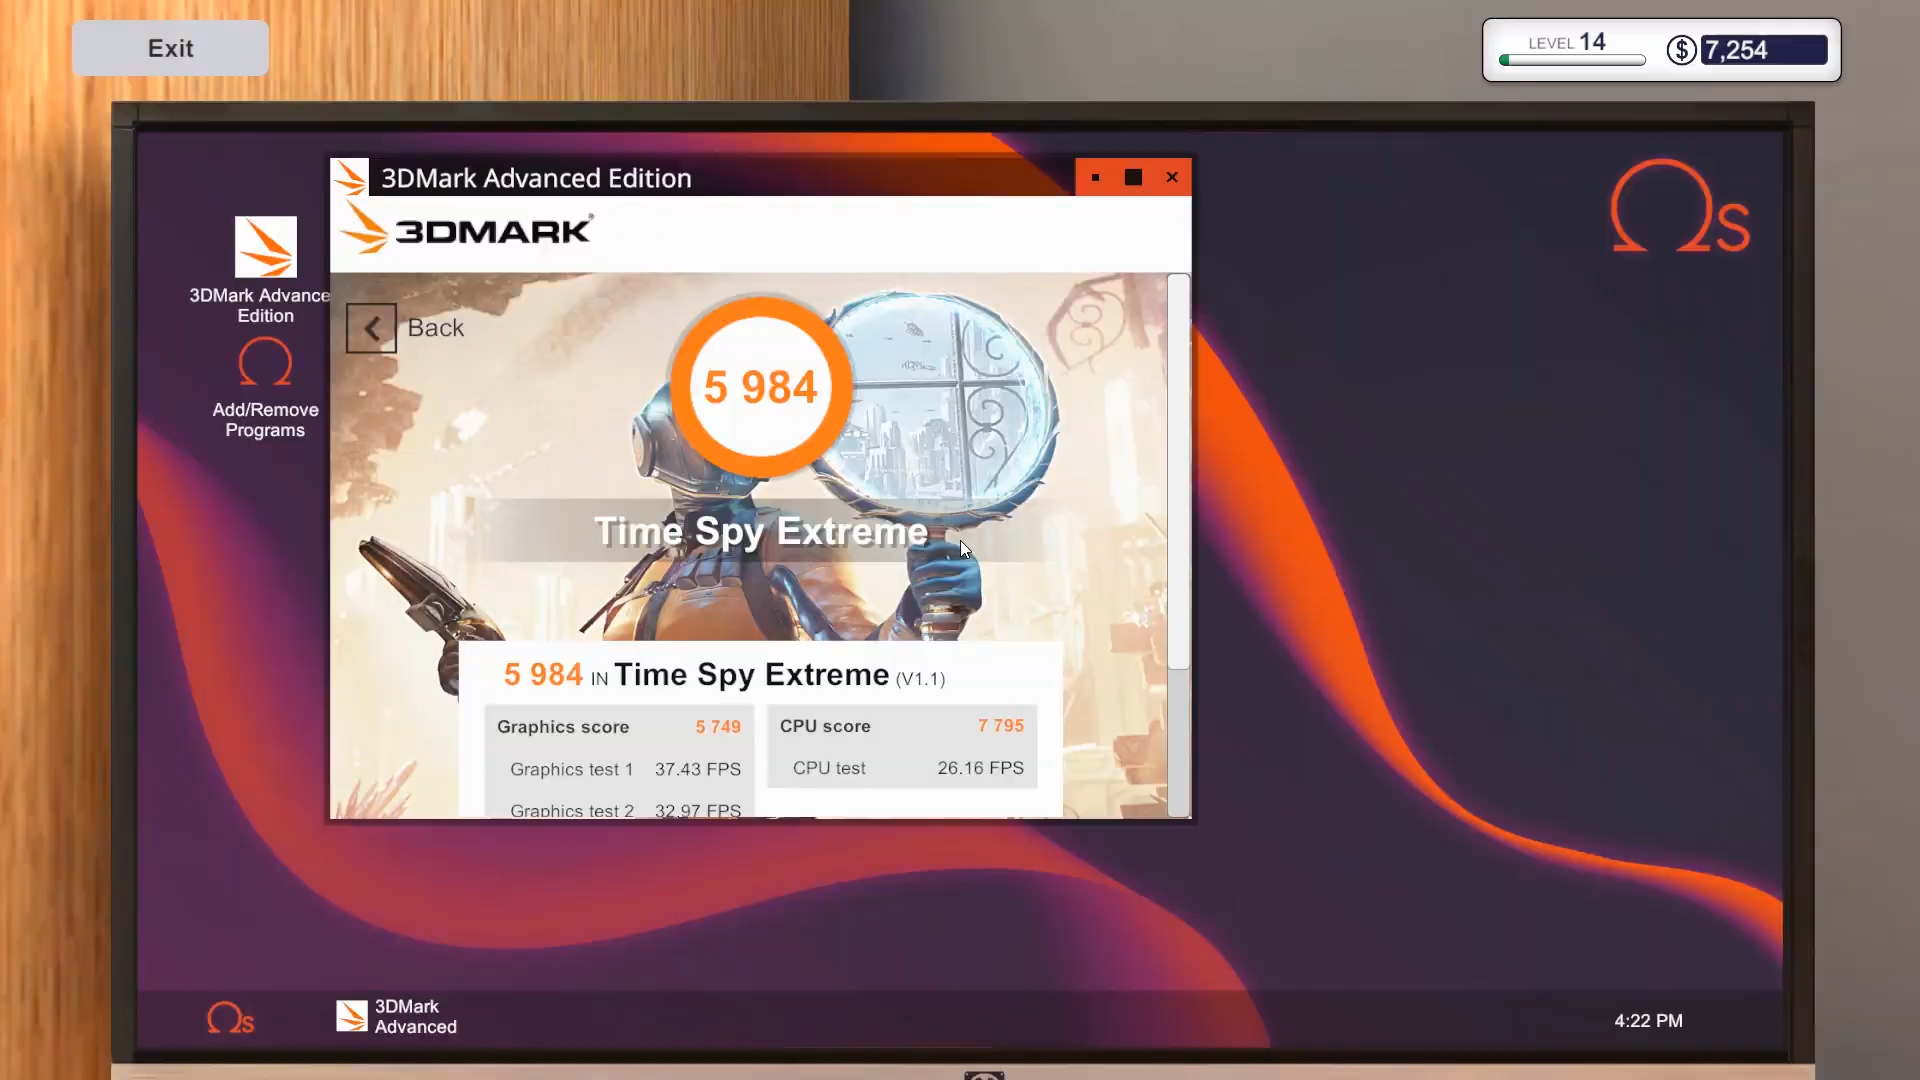 Exit
LEVEL 14
$ 7,254
3DMark Advanced Edition
3DMARK
Ωs
3DMark Advance
Edition
Back
5 984
Add/Remove
Programs
Time Spy Extreme
5 984 IN Time Spy Extreme (V1.1)
Graphics score 5 749
CPU score 7 795
Graphics test 1 37.43 FPS
CPU test 26.16 FPS
Graphics test 2 32.97 FPS
Ωs
3DMark
Advanced
4:22 PM